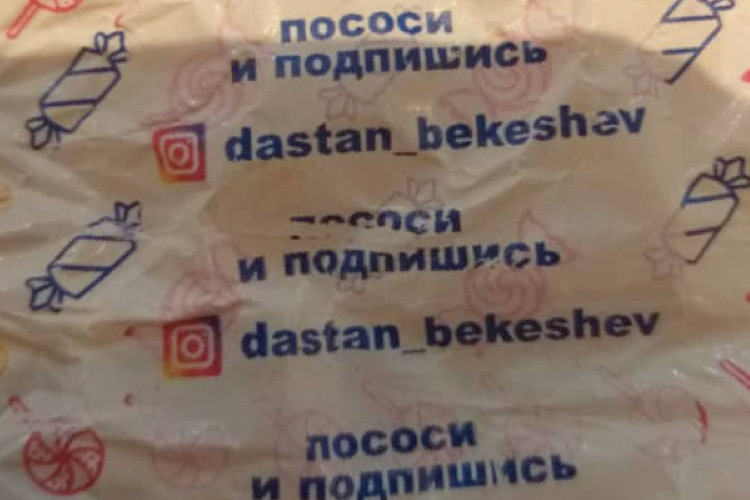 пососи
и подпишись
dastan_bekeshev
пососи
и подпишись
dastan_bekeshev
пососи
и подпишись